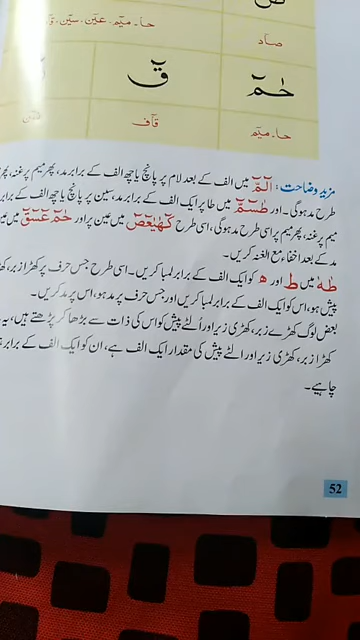 حا۔ میٓم۔ عیٓن۔ سیٓن۔
صآد
حٰمٓ قٓ
حا۔ میٓم قآف
مزید وضاحت: الٓمّٓ میں الف کے بعد لام پر پانچ یا چھ الف کے برابر مد، پھر میم پر غنہ، پھر
طرح مد ہوگی۔ اور طٰسٓمّٓ میں طا پر ایک الف کے برابر مد، سین پر پانچ یا چھ الف کے برابر
میم پر غنہ، پھر میم پر اسی طرح مد ہوگی، اسی طرح كٓهٰيٰعٓصٓ میں عین پر اور حٰمٓ عٓسٓقٓ میں عین
مد کے بعد اخفاء مع الغنہ کریں۔
طٰهٰ میں ط اور ه کو ایک الف کے برابر لمبا کریں۔ اسی طرح جس حرف پر کھڑا زبر،
پیش ہو، اس کو ایک الف کے برابر لمبا کریں اور جس حرف پر مد ہو، اس پر مد کریں۔
بعض لوگ کھڑے زبر، کھڑی زیر اور اُلٹے پیش کو اس کی ذات سے بڑھا کر پڑھتے ہیں،
کھڑا زبر، کھڑی زیر اور الٹے پیش کی مقدار ایک الف ہے، ان کو ایک الف کے برابر
چاہیے۔
52